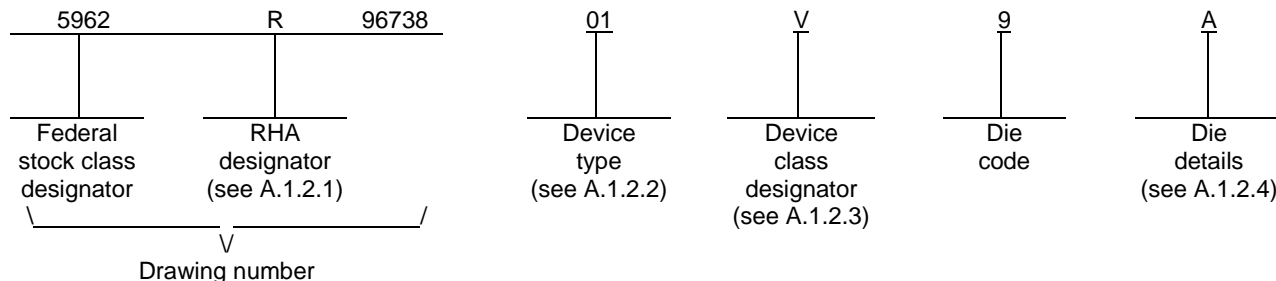 5962 R 96738 01 V 9 A
Federal RHA Device Device Die Die
stock class designator type class code details
designator (see A.1.2.1) (see A.1.2.2) designator (see A.1.2.4)
(see A.1.2.3)
\ /
\/
Drawing number